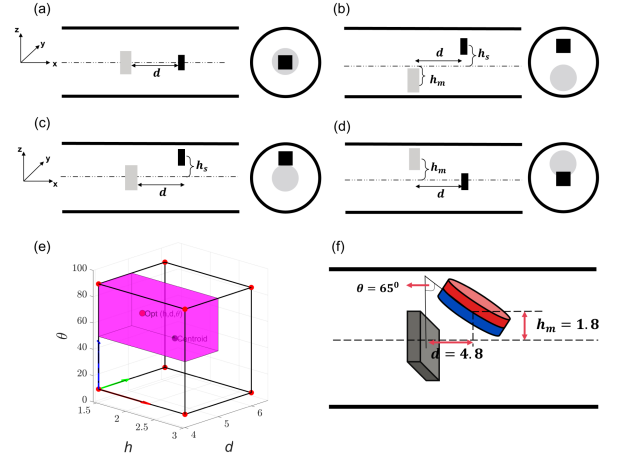 (a)
z
y
x
d
(b)
d
h_s
h_m
(c)
z
y
x
h_s
d
(d)
h_m
d
(e)
100
80
60
40
20
0
θ
Opt (h,d,θ)
Centroid
1.5
2
2.5
3
h
4
5
6
d
(f)
θ = 65⁰
h_m = 1.8
d = 4.8